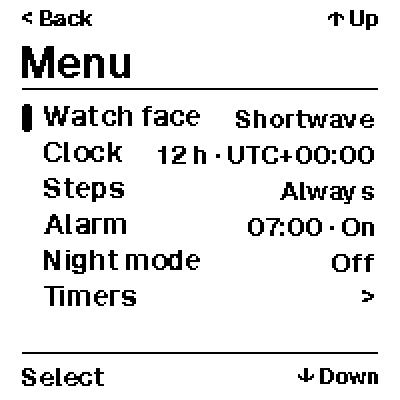 < Back ↑ Up
Menu
Watch face Shortwave
Clock 12 h · UTC+00:00
Steps Always
Alarm 07:00 · On
Night mode Off
Timers >
Select ↓ Down